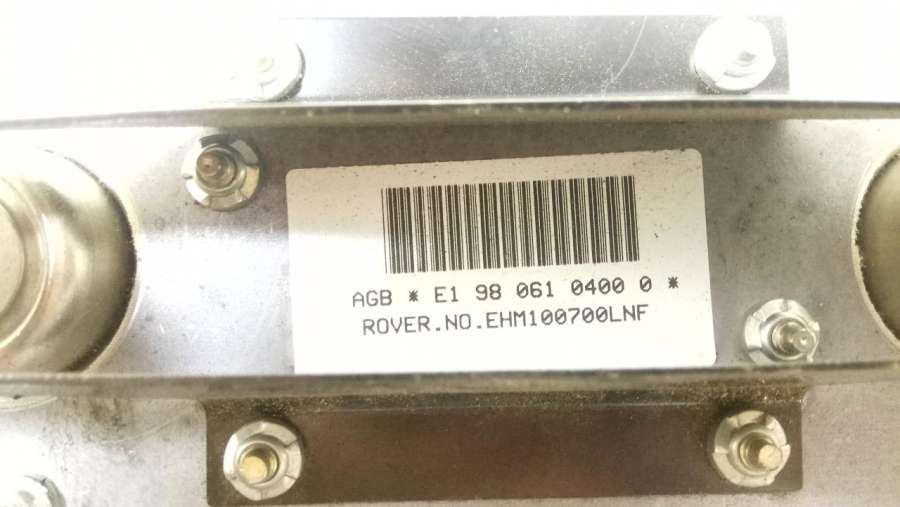 AGB * E1 98 061 0400 0 *
ROVER.NO.EHM100700LNF